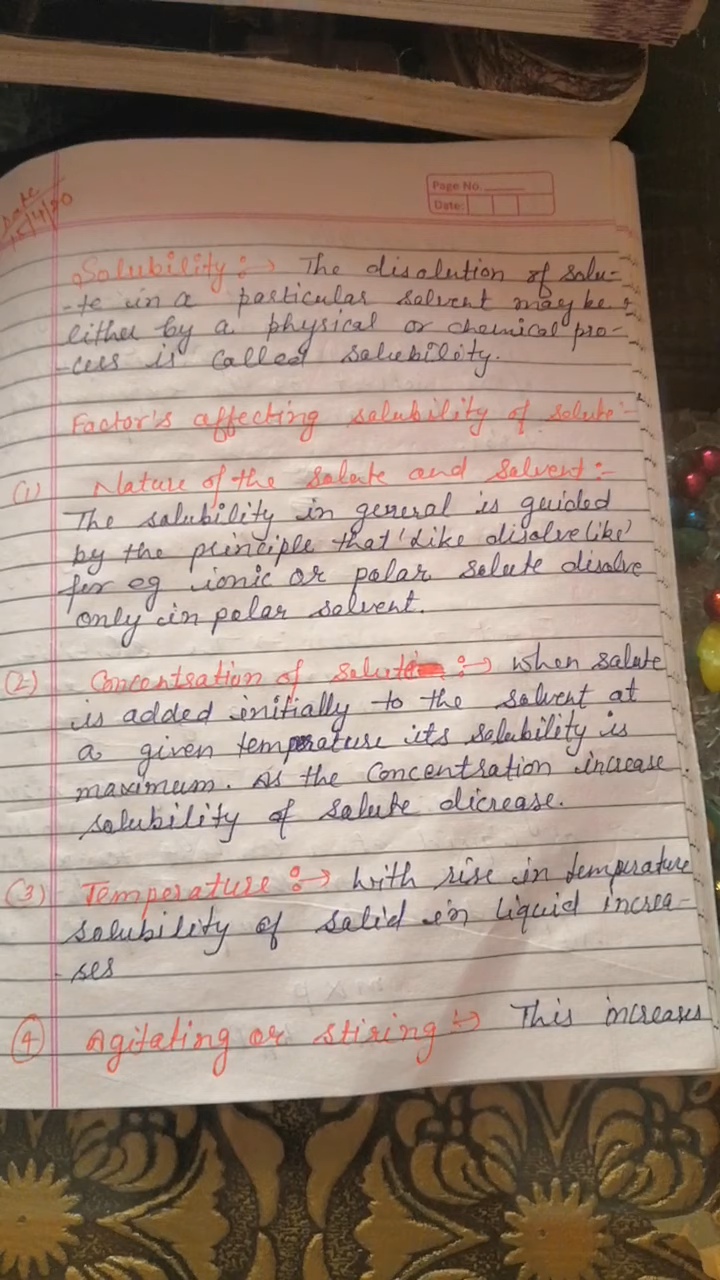 Date
Page No.
Date:
Solubility :→ The disolution of solu-
-te in a particular solvent may be
either by a physical or chemical pro-
-cess is called solubility.
Factor's affecting solubility of solute :-
(1) Nature of the Solute and Solvent :-
The solubility in general is guided
by the principle that 'Like disolve like'
for eg ionic or polar solute disolve
only in polar solvent.
(2) Concentration of solute :→ when solute
is added initially to the solvent at
a given temperature its solubility is
maximum. As the Concentration increase
solubility of solute dicrease.
(3) Temperature :→ With rise in temperature
solubility of solid in liquid increa-
-ses
(4) Agitating or stiring :→ This increases